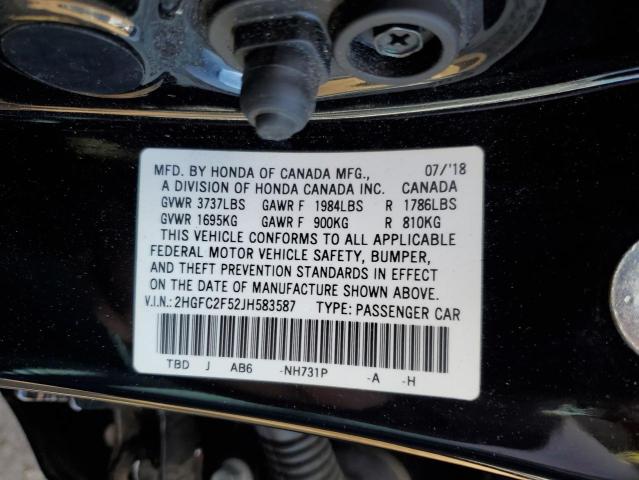 MFD. BY HONDA OF CANADA MFG., 07/'18
A DIVISION OF HONDA CANADA INC. CANADA
GVWR 3737LBS GAWR F 1984LBS R 1786LBS
GVWR 1695KG GAWR F 900KG R 810KG
THIS VEHICLE CONFORMS TO ALL APPLICABLE
FEDERAL MOTOR VEHICLE SAFETY, BUMPER,
AND THEFT PREVENTION STANDARDS IN EFFECT
ON THE DATE OF MANUFACTURE SHOWN ABOVE.
V.I.N.: 2HGFC2F52JH583587 TYPE: PASSENGER CAR
TBD J AB6 -NH731P -A -H